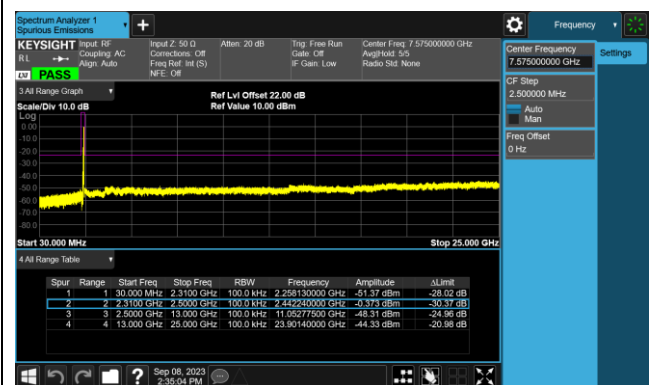 Spectrum Analyzer 1
Spurious Emissions
Frequency
KEYSIGHT
RL
Input: RF
Coupling: AC
Align: Auto
Input Z: 50 Ω
Corrections: Off
Freq Ref: Int (S)
NFE: Off
Atten: 20 dB
Trig: Free Run
Gate: Off
IF Gain: Low
Center Freq: 7.575000000 GHz
Avg|Hold: 5/5
Radio Std: None
LXI PASS
Center Frequency
7.575000000 GHz
Settings
CF Step
2.500000 MHz
Auto
Man
Freq Offset
0 Hz
3 All Range Graph
Scale/Div 10.0 dB
Ref Lvl Offset 22.00 dB
Ref Value 10.00 dBm
Log
0.00
-10.0
-20.0
-30.0
-40.0
-50.0
-60.0
-70.0
-80.0
Start 30.000 MHz Stop 25.000 GHz
4 All Range Table
Spur Range Start Freq Stop Freq RBW Frequency Amplitude ΔLimit
1 1 30.000 MHz 2.3100 GHz 100.0 kHz 2.258130000 GHz -51.37 dBm -28.02 dB
2 2 2.3100 GHz 2.5000 GHz 100.0 kHz 2.442240000 GHz -0.373 dBm -30.37 dB
3 3 2.5000 GHz 13.000 GHz 100.0 kHz 11.05277500 GHz -48.31 dBm -24.96 dB
4 4 13.000 GHz 25.000 GHz 100.0 kHz 23.90140000 GHz -44.33 dBm -20.98 dB
Sep 08, 2023
2:35:04 PM